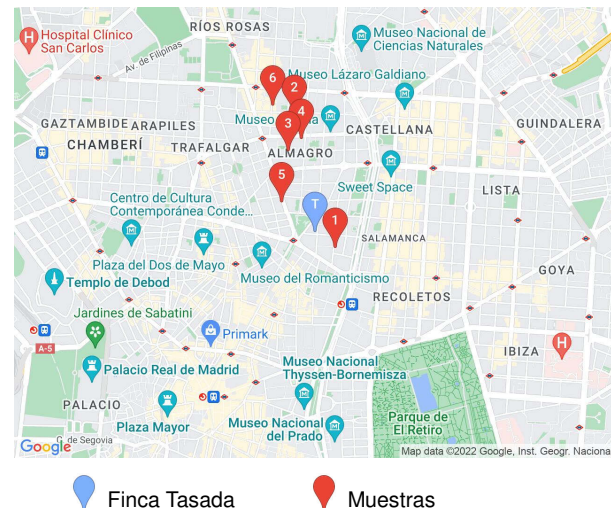 RÍOS ROSAS
Hospital Clínico
San Carlos
Museo Nacional de
Ciencias Naturales
Av. de Filipinas
6
2
Museo Lázaro Galdiano
4
Museo
3
GAZTAMBIDE
ARAPILES
CASTELLANA
GUINDALERA
CHAMBERÍ
TRAFALGAR
ALMAGRO
5
Sweet Space
LISTA
Centro de Cultura
Contemporánea Conde...
T
1
SALAMANCA
Plaza del Dos de Mayo
Museo del Romanticismo
GOYA
Templo de Debod
RECOLETOS
Jardines de Sabatini
Primark
H
A-5
IBIZA
Palacio Real de Madrid
Museo Nacional
Thyssen-Bornemisza
PALACIO
Plaza Mayor
Museo Nacional
del Prado
Parque de
El Retiro
Google
C. de Segovia
Map data ©2022 Google, Inst. Geogr. Naciona
Finca Tasada
Muestras